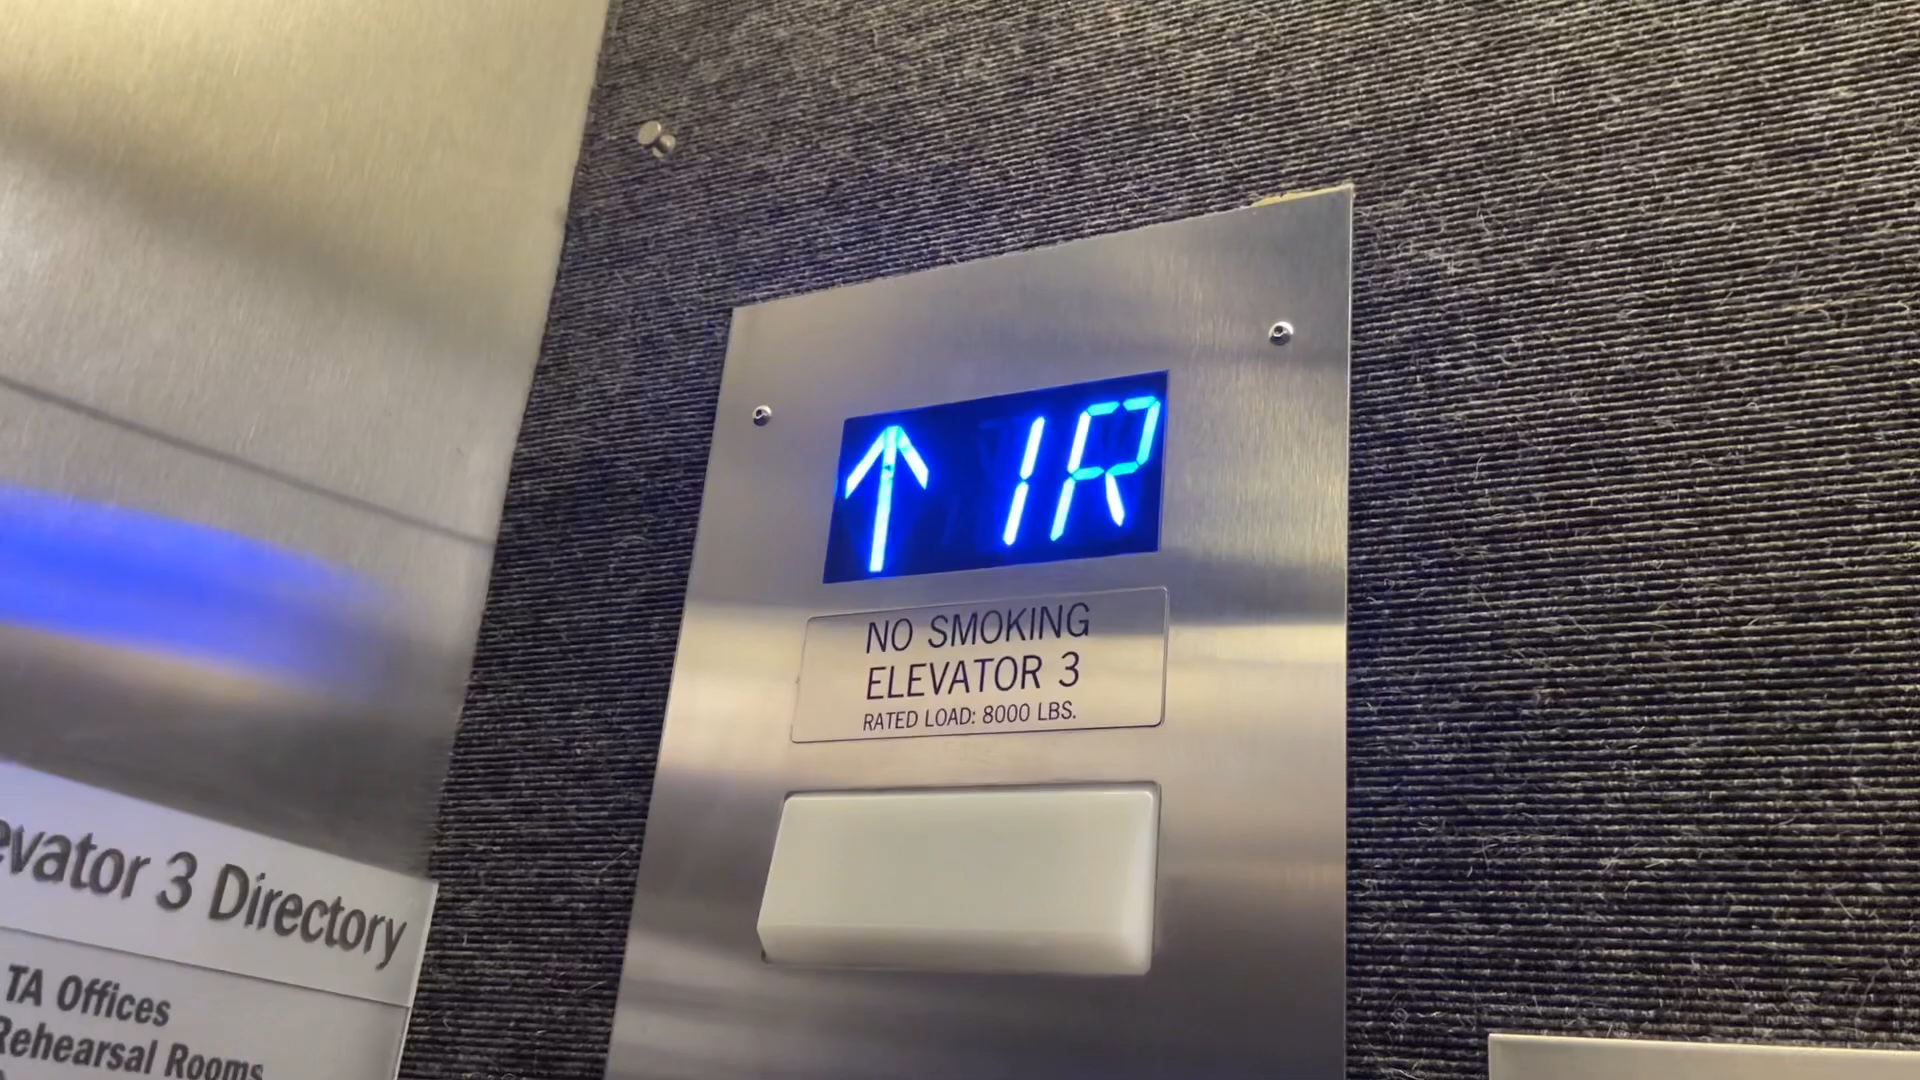 ↑ 1R
NO SMOKING
ELEVATOR 3
RATED LOAD: 8000 LBS.
evator 3 Directory
TA Offices
Rehearsal Rooms